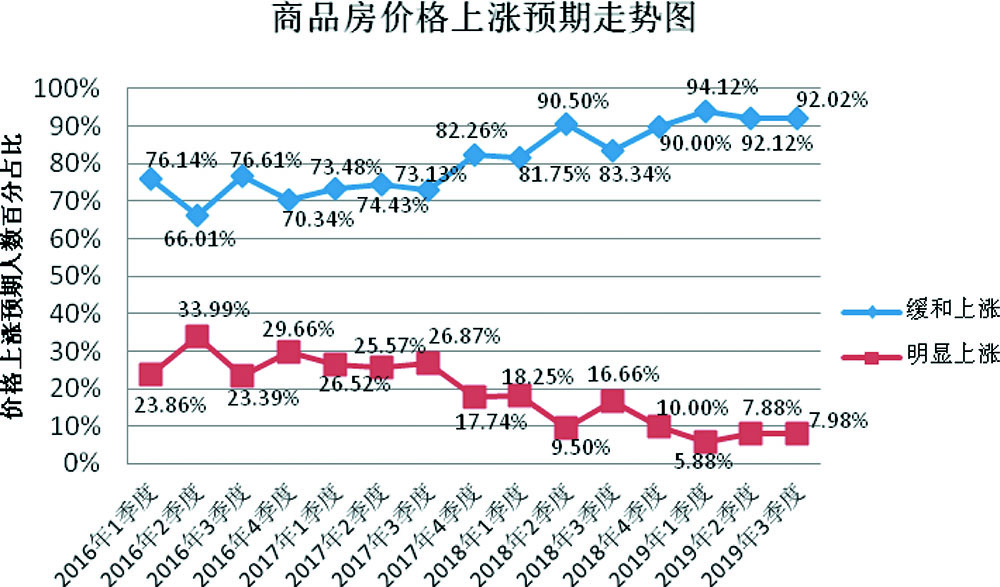 商品房价格上涨预期走势图
价格上涨预期人数百分占比
100%
90%
80%
70%
60%
50%
40%
30%
20%
10%
0%
76.14%
66.01%
76.61%
70.34%
73.48%
74.43%
73.13%
82.26%
81.75%
90.50%
83.34%
90.00%
94.12%
92.12%
92.02%
23.86%
33.99%
23.39%
29.66%
26.52%
25.57%
26.87%
17.74%
18.25%
9.50%
16.66%
10.00%
5.88%
7.88%
7.98%
缓和上涨
明显上涨
2016年1季度
2016年2季度
2016年3季度
2016年4季度
2017年1季度
2017年2季度
2017年3季度
2017年4季度
2018年1季度
2018年2季度
2018年3季度
2018年4季度
2019年1季度
2019年2季度
2019年3季度